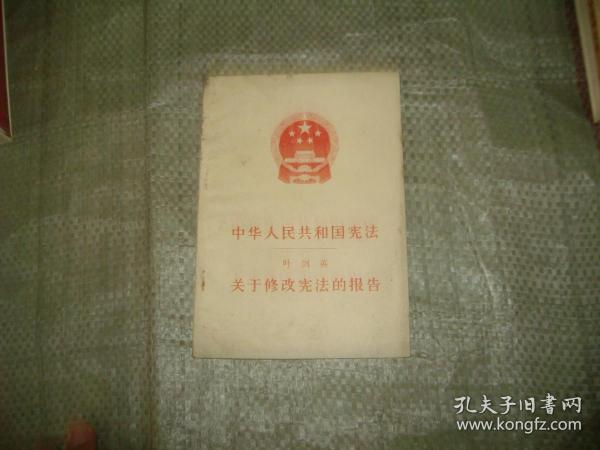 中华人民共和国宪法
叶剑英
关于修改宪法的报告
孔夫子旧書网
www.kongfz.com